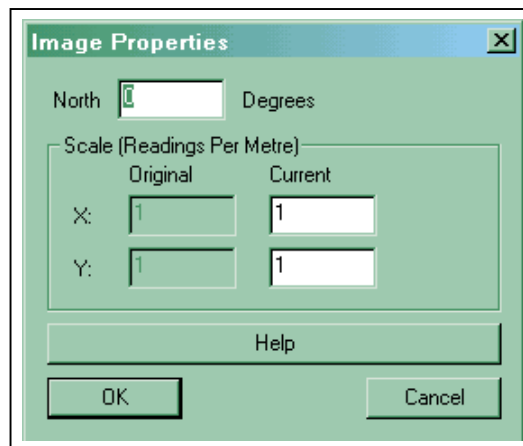 Image Properties
North 0 Degrees
Scale (Readings Per Metre)
Original Current
X: 1 1
Y: 1 1
Help
OK Cancel